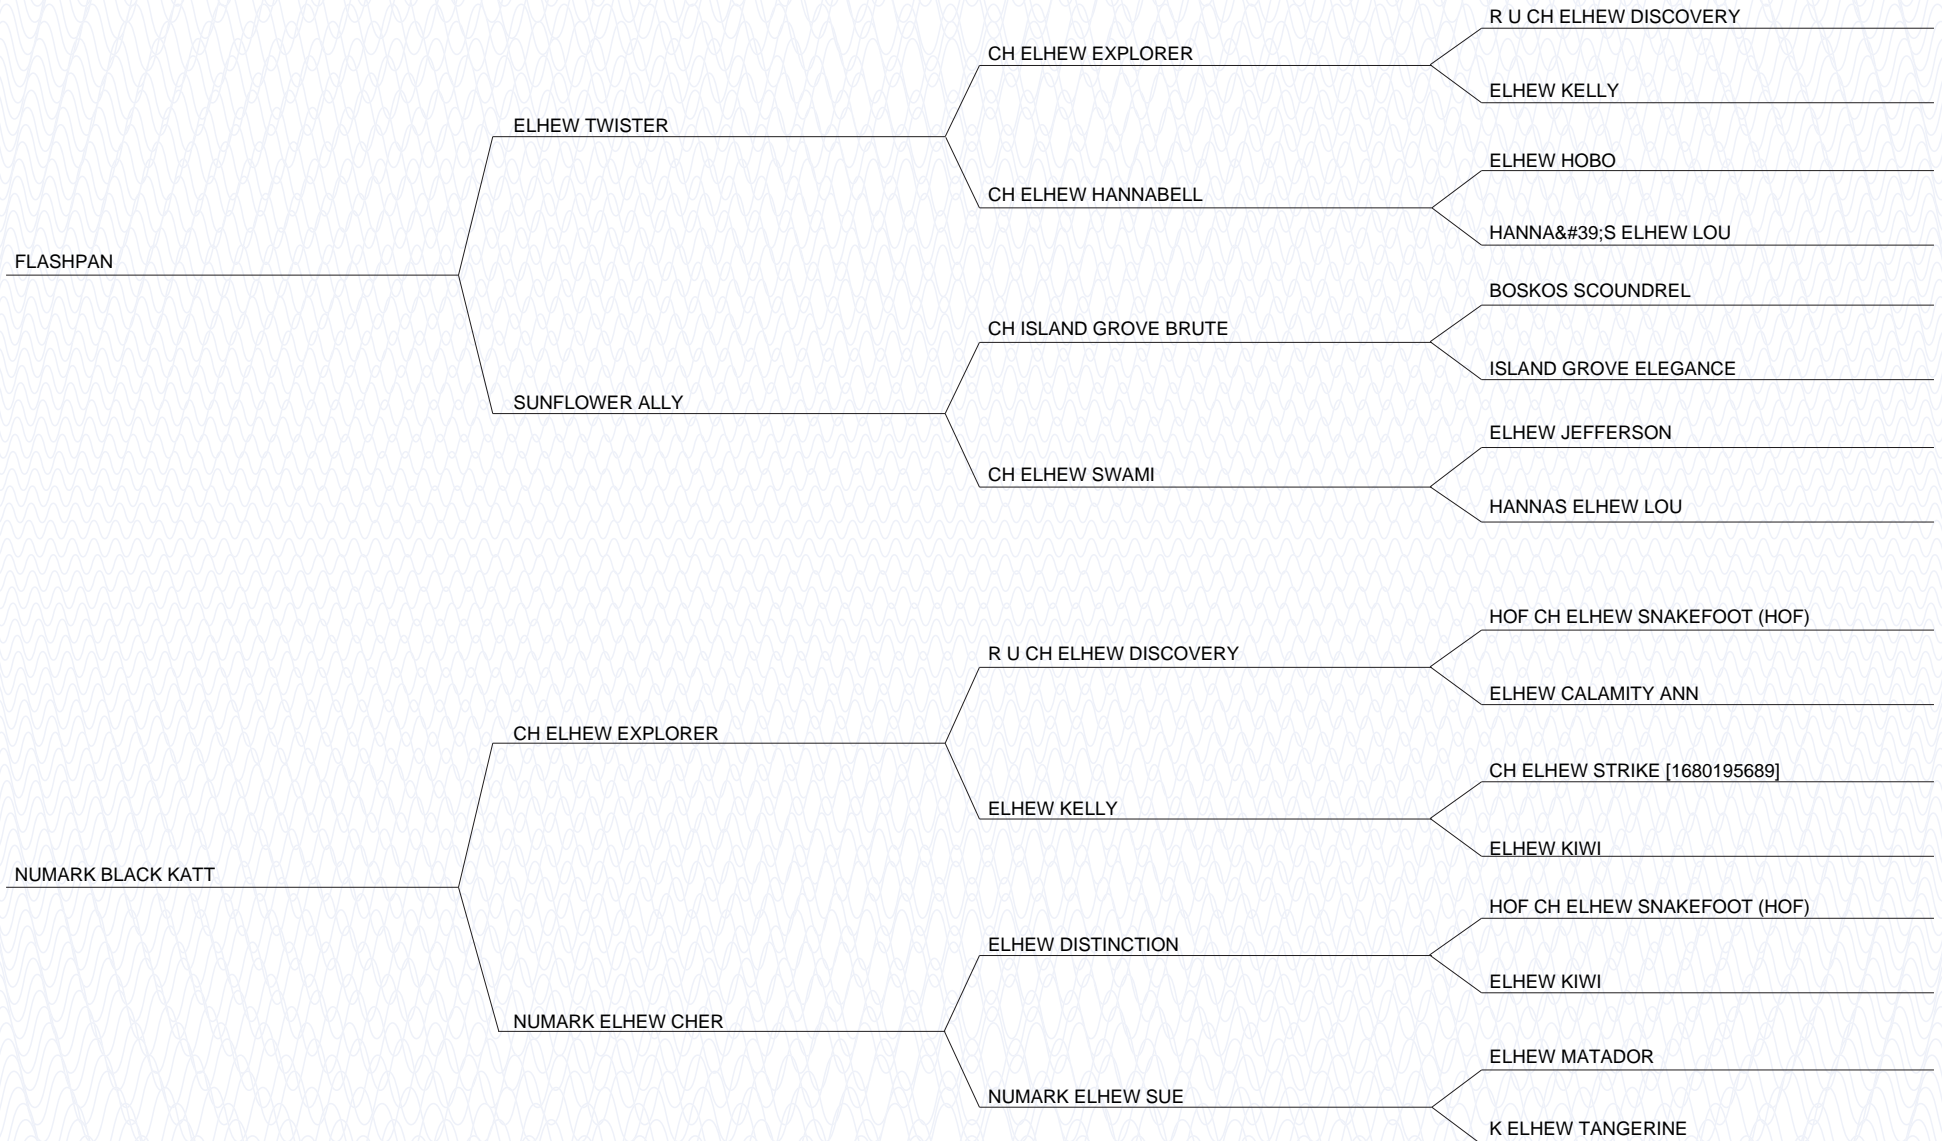 R U CH ELHEW DISCOVERY
CH ELHEW EXPLORER
ELHEW KELLY
ELHEW TWISTER
ELHEW HOBO
CH ELHEW HANNABELL
HANNA&#39;S ELHEW LOU
FLASHPAN
BOSKOS SCOUNDREL
CH ISLAND GROVE BRUTE
ISLAND GROVE ELEGANCE
SUNFLOWER ALLY
ELHEW JEFFERSON
CH ELHEW SWAMI
HANNAS ELHEW LOU
HOF CH ELHEW SNAKEFOOT (HOF)
R U CH ELHEW DISCOVERY
ELHEW CALAMITY ANN
CH ELHEW EXPLORER
CH ELHEW STRIKE [1680195689]
ELHEW KELLY
ELHEW KIWI
NUMARK BLACK KATT
HOF CH ELHEW SNAKEFOOT (HOF)
ELHEW DISTINCTION
ELHEW KIWI
NUMARK ELHEW CHER
ELHEW MATADOR
NUMARK ELHEW SUE
K ELHEW TANGERINE